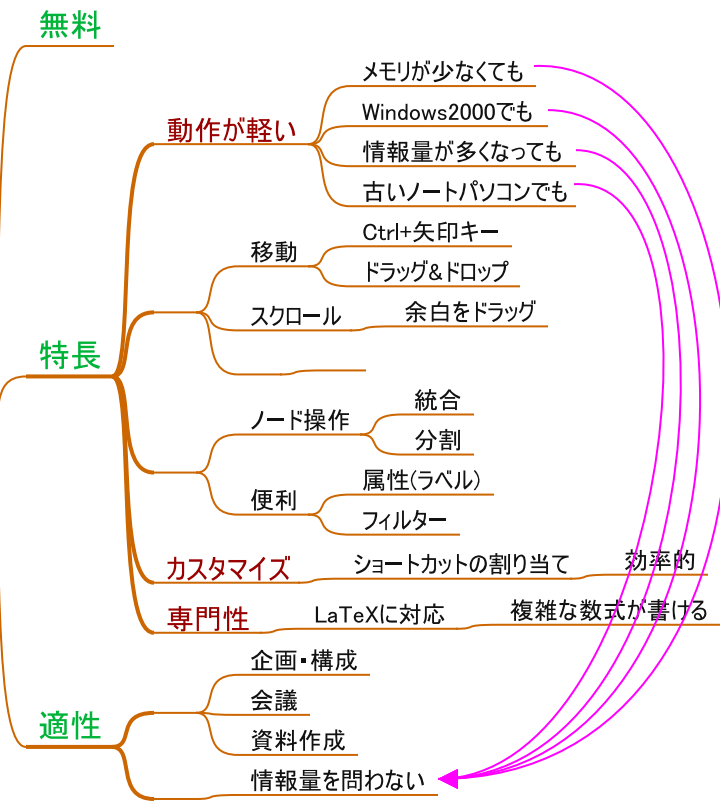 無料
特長
動作が軽い
メモリが少なくても
Windows2000でも
情報量が多くなっても
古いノートパソコンでも
移動
Ctrl+矢印キー
ドラッグ&ドロップ
スクロール
余白をドラッグ
ノード操作
統合
分割
便利
属性(ラベル)
フィルター
カスタマイズ
ショートカットの割り当て
効率的
専門性
LaTeXに対応
複雑な数式が書ける
適性
企画・構成
会議
資料作成
情報量を問わない